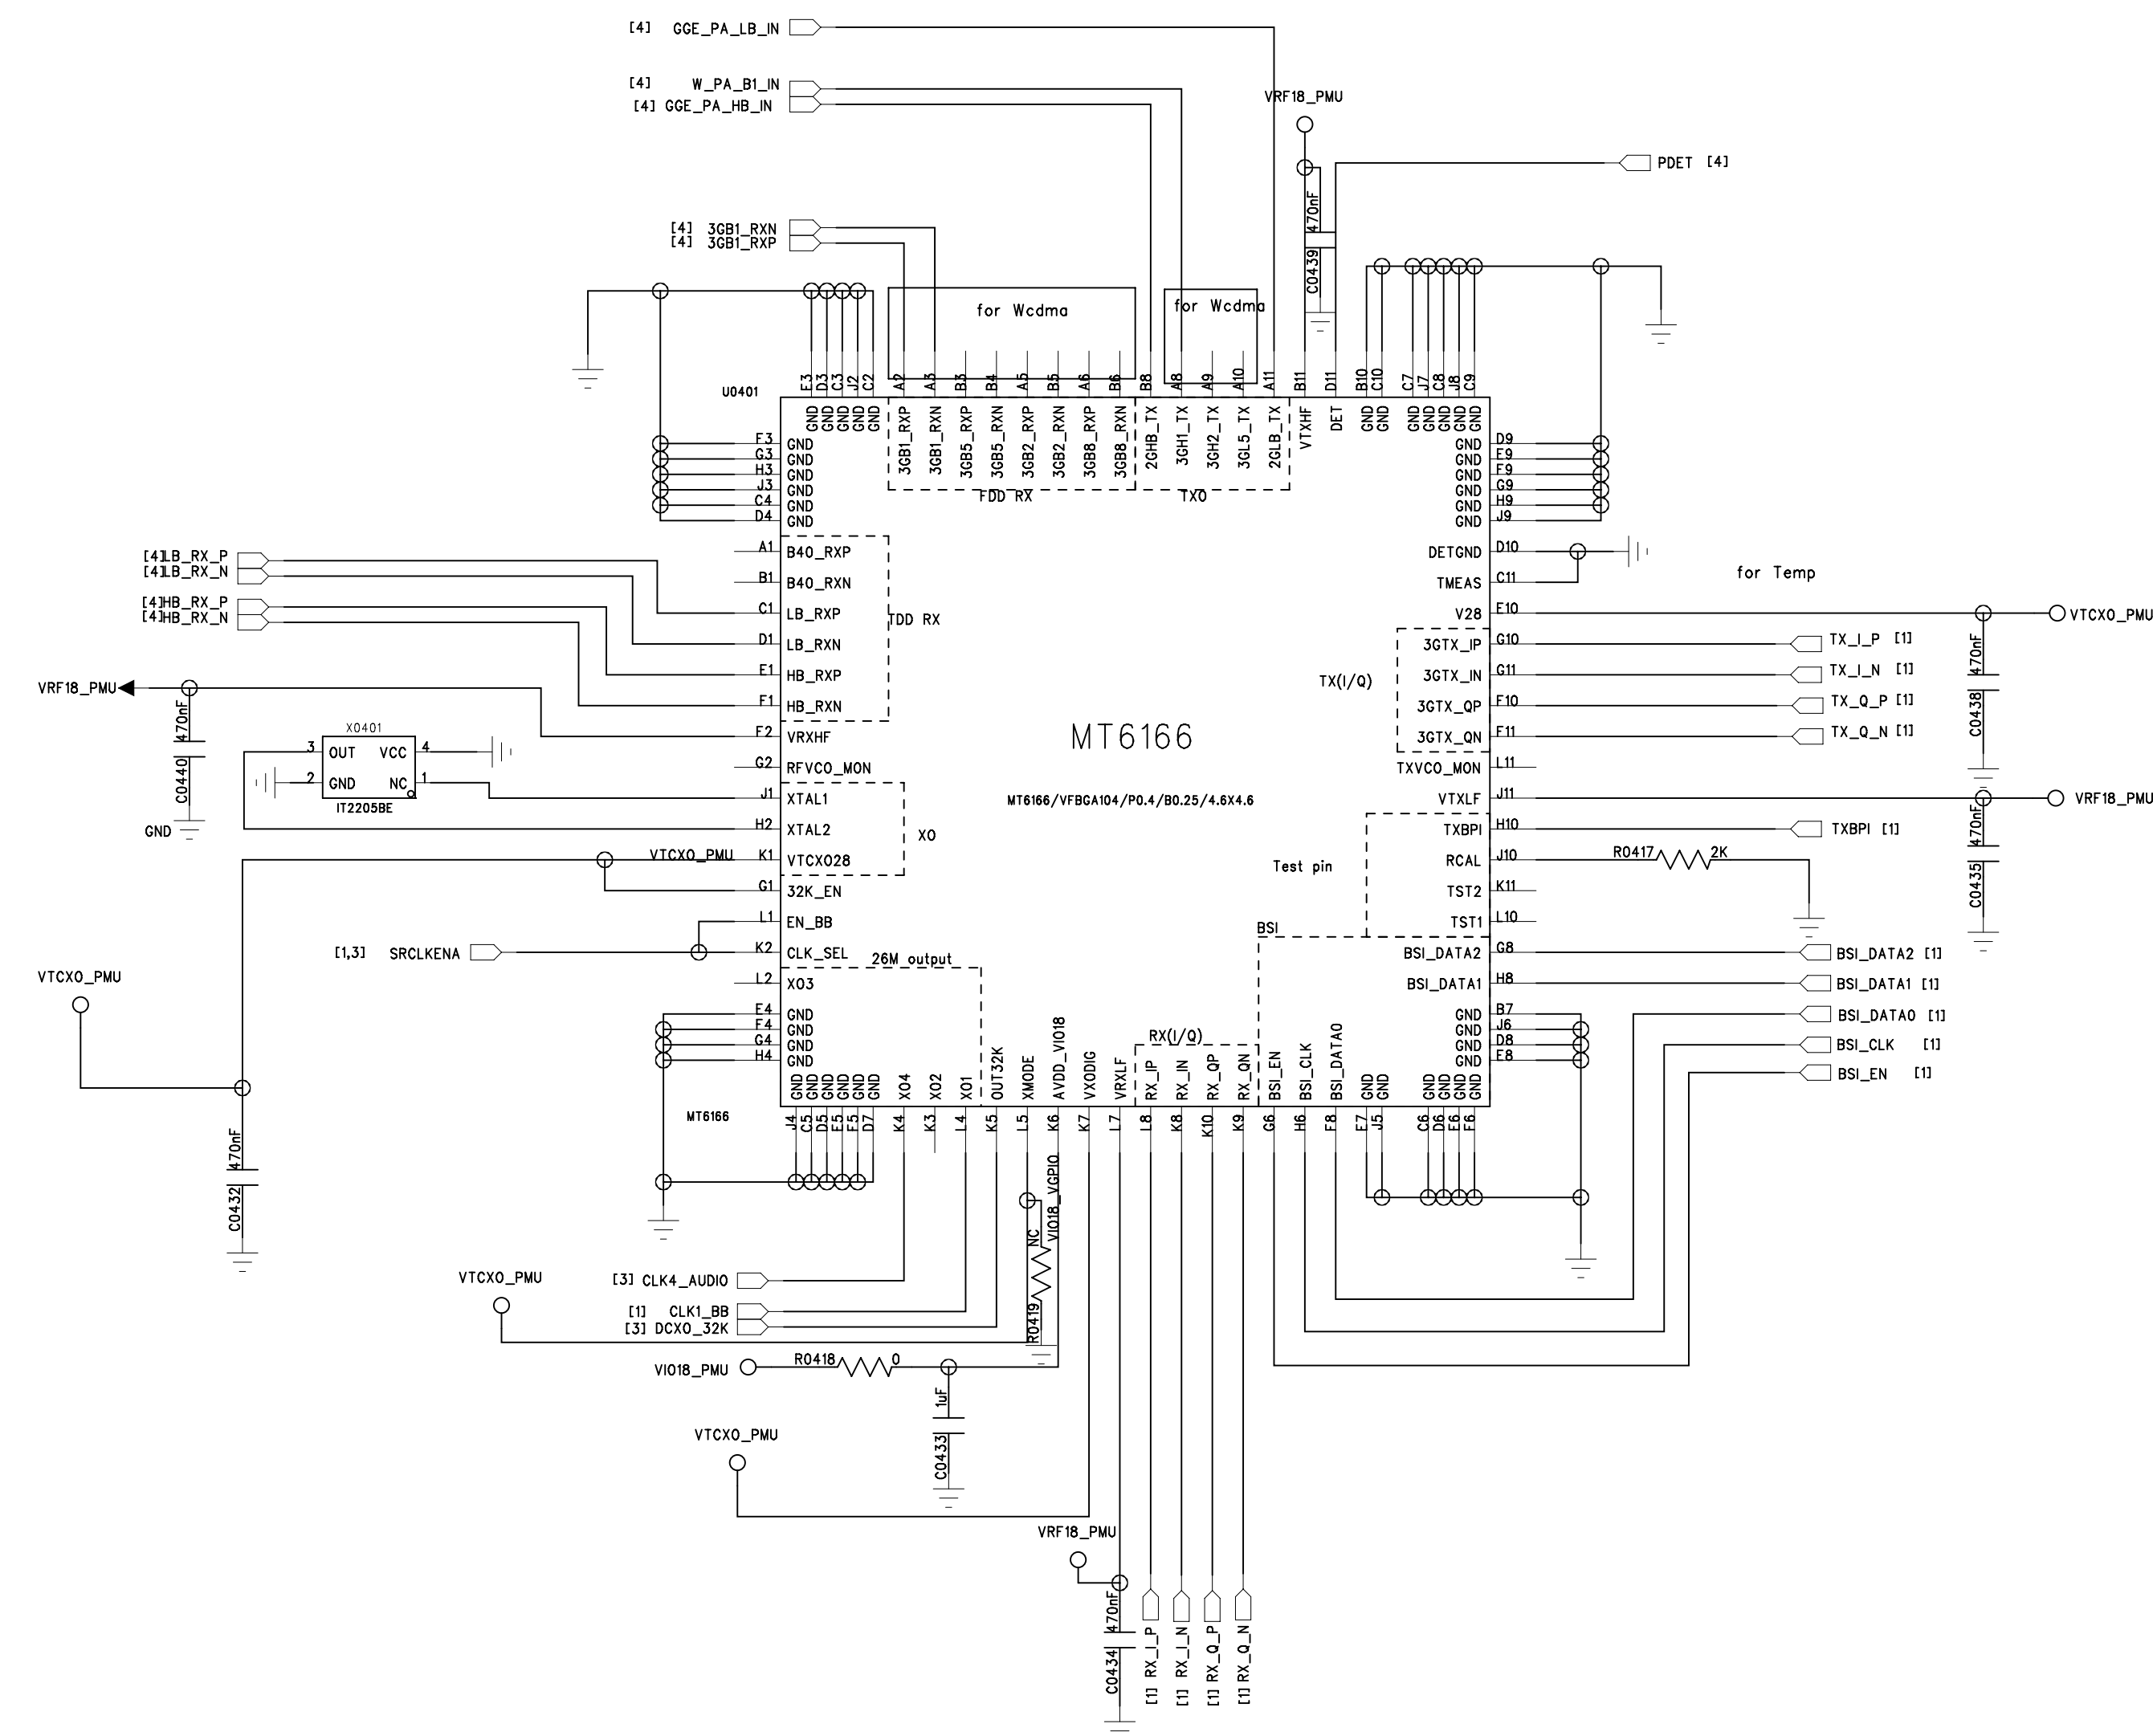 [4] GGE_PA_LB_IN
[4] W_PA_B1_IN
[4] GGE_PA_HB_IN
VRF18_PMU
PDET [4]
470nF
C0439
[4] 3GB1_RXN
[4] 3GB1_RXP
for Wcdma
for Wcdma
U0401
E3
D3
C3
J2
C2
A2
A3
B3
B4
A5
B5
A6
B6
B8
A8
A9
A10
A11
B11
D11
B10
C10
C7
J7
C8
J8
C9
GND
GND
GND
GND
GND
3GB1_RXP
3GB1_RXN
3GB5_RXP
3GB5_RXN
3GB2_RXP
3GB2_RXN
3GB8_RXP
3GB8_RXN
2GHB_TX
3GH1_TX
3GH2_TX
3GL5_TX
2GLB_TX
VTXHF
DET
GND
GND
GND
GND
GND
GND
GND
FDD RX
TXO
F3 GND
G3 GND
H3 GND
J3 GND
C4 GND
D4 GND
GND D9
GND E9
GND F9
GND G9
GND H9
GND J9
[4]LB_RX_P
[4]LB_RX_N
[4]HB_RX_P
[4]HB_RX_N
A1 B40_RXP
B1 B40_RXN
C1 LB_RXP
D1 LB_RXN
E1 HB_RXP
F1 HB_RXN
TDD RX
F2 VRXHF
G2 RFVCO_MON
J1 XTAL1
H2 XTAL2
K1 VTCXO28
XO
G1 32K_EN
L1 EN_BB
K2 CLK_SEL
26M output
L2 XO3
E4 GND
F4 GND
G4 GND
H4 GND
VRF18_PMU
470nF
C0440
GND
X0401
3 OUT VCC 4
2 GND NC 1
IT2205BE
VTCXO_PMU
[1,3] SRCLKENA
VTCXO_PMU
470nF
C0432
MT6166
MT6166/VFBGA104/P0.4/B0.25/4.6X4.6
DETGND D10
TMEAS C11
V28 E10
3GTX_IP G10
3GTX_IN G11
3GTX_QP F10
3GTX_QN F11
TX(I/Q)
TXVCO_MON L11
VTXLF J11
TXBPI H10
RCAL J10
TST2 K11
TST1 L10
Test pin
BSI
BSI_DATA2 G8
BSI_DATA1 H8
GND B7
GND J6
GND D8
GND E8
for Temp
VTCXO_PMU
TX_I_P [1]
TX_I_N [1]
TX_Q_P [1]
TX_Q_N [1]
470nF
C0438
VRF18_PMU
470nF
C0435
TXBPI [1]
R0417 2K
BSI_DATA2 [1]
BSI_DATA1 [1]
BSI_DATA0 [1]
BSI_CLK [1]
BSI_EN [1]
RX(I/Q)
GND
GND
GND
GND
GND
GND
XO4
XO2
XO1
OUT32K
XMODE
AVDD_VIO18
VXODIG
VRXLF
RX_IP
RX_IN
RX_QP
RX_QN
BSI_EN
BSI_CLK
BSI_DATA0
GND
GND
GND
GND
GND
GND
MT6166
J4
C5
D5
E5
F5
D7
K4
K3
L4
K5
L5
K6
K7
L7
L8
K8
K10
K9
G6
H6
F8
E7
J5
C6
D6
E6
F6
VIO18_VGPIO
NC
R0419
VTCXO_PMU
[3] CLK4_AUDIO
[1] CLK1_BB
[3] DCXO_32K
VIO18_PMU
R0418 0
1uF
C0433
VTCXO_PMU
VRF18_PMU
470nF
C0434
[1] RX_I_P
[1] RX_I_N
[1] RX_Q_P
[1] RX_Q_N